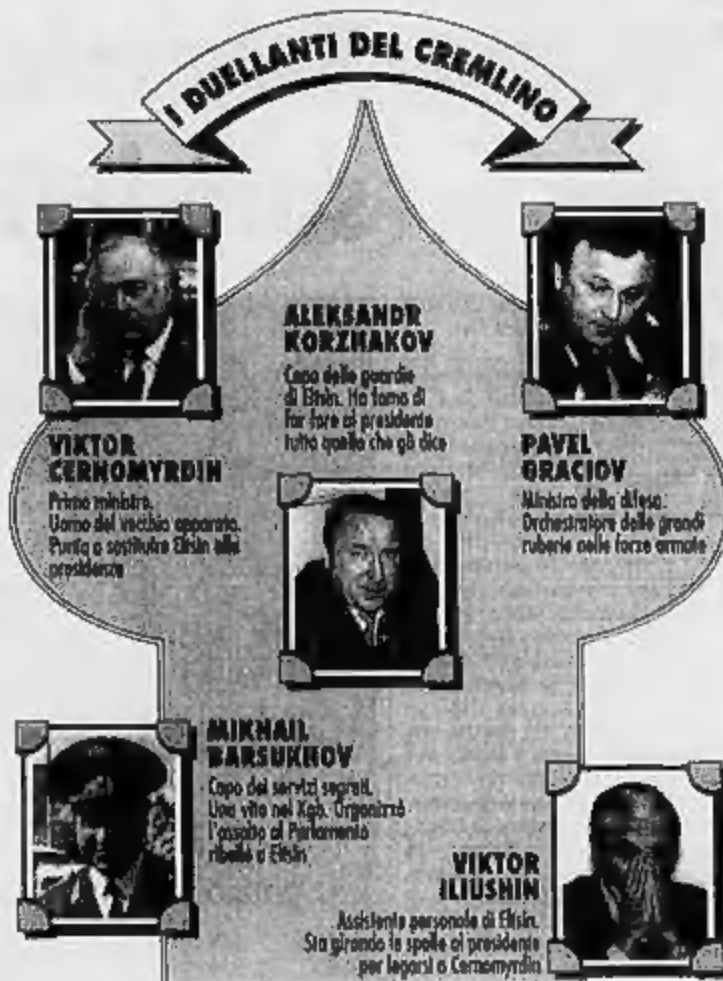 I DUELLANTI DEL CREMLINO
VIKTOR
CERNOMYRDIN
Primo ministro.
Uomo del vecchio apparato.
Punta a sostituire Eltsin alla
presidenza
ALEKSANDR
KORZHAKOV
Capo delle guardie
di Eltsin. Ha fama di
far fare al presidente
tutto quello che gli dice
PAVEL
GRACIOV
Ministro della difesa.
Orchestratore delle grandi
ruberie nelle forze armate
MIKHAIL
BARSUKHOV
Capo dei servizi segreti.
Una vita nel Kgb. Organizzò
l'assalto al Parlamento
ribelle a Eltsin
VIKTOR
ILIUSHIN
Assistente personale di Eltsin.
Sta girando le spalle al presidente
per legarsi a Cernomyrdin